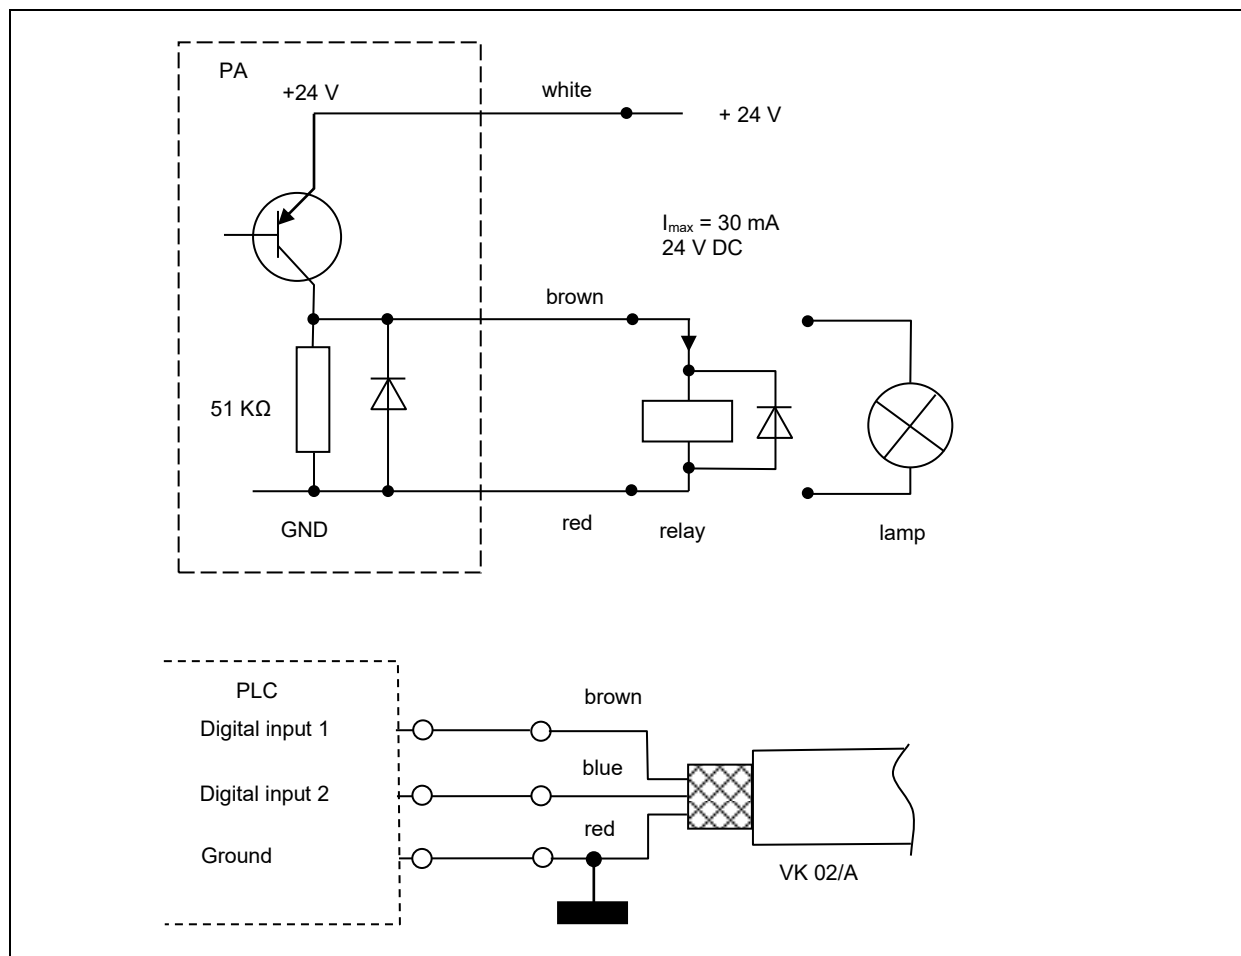 PA
+24 V
white
+ 24 V
Imax = 30 mA
24 V DC
brown
51 KΩ
GND
red
relay
lamp
PLC
brown
Digital input 1
blue
Digital input 2
red
Ground
VK 02/A